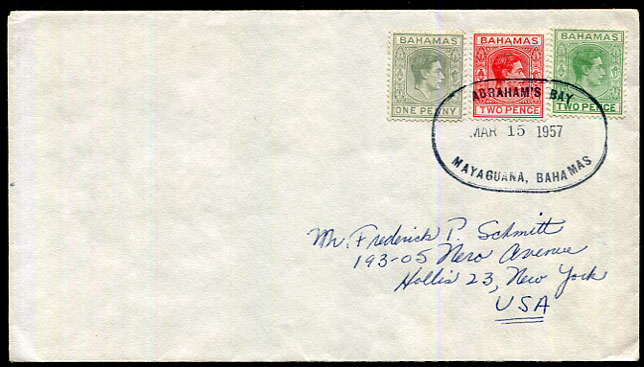 BAHAMAS
ONE PENNY
BAHAMAS
TWO PENCE
BAHAMAS
TWO PENCE
ABRAHAM'S BAY
MAR 15 1957
MAYAGUANA, BAHAMAS
Mr. Frederick P. Schmitt
193-05 Nero Avenue
Hollis 23, New York
USA